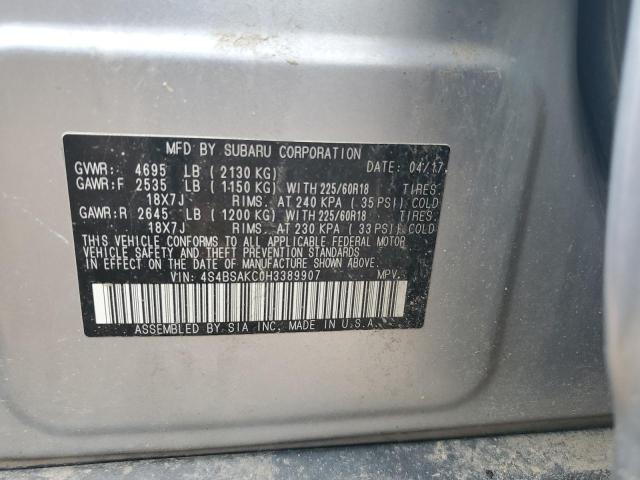 MFD BY SUBARU CORPORATION
GVWR: 4695 LB ( 2130 KG) DATE: 04/17
GAWR:F 2535 LB ( 1150 KG) WITH 225/60R18 TIRES,
18X7J RIMS, AT 240 KPA ( 35 PSI) COLD
GAWR:R 2645 LB ( 1200 KG) WITH 225/60R18 TIRES,
18X7J RIMS, AT 230 KPA ( 33 PSI) COLD
THIS VEHICLE CONFORMS TO ALL APPLICABLE FEDERAL MOTOR
VEHICLE SAFETY AND THEFT PREVENTION STANDARDS
IN EFFECT ON THE DATE OF MANUFACTURE SHOWN ABOVE.
VIN: 4S4BSAKC0H3389907 MPV
ASSEMBLED BY SIA INC. MADE IN U.S.A.